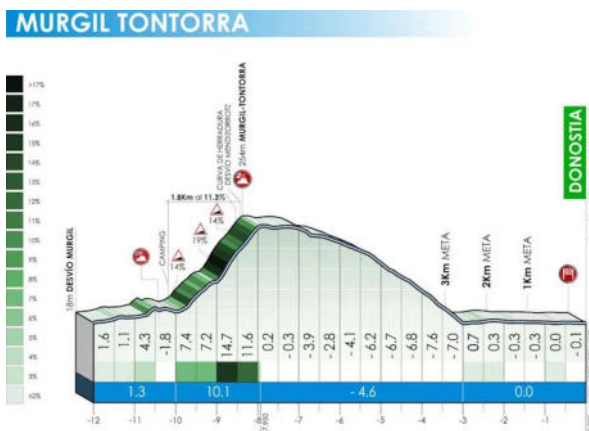 MURGIL TONTORRA
>17%
17%
16%
15%
14%
13%
12%
11%
10%
9%
8%
7%
6%
5%
4%
3%
≤2%
18m DESVÍO MURGIL
CAMPING
14%
19%
14%
1.8Km al 11.3%
CURVA DE HERRADURA
DESVÍO MENDIZORROTZ
254m MURGIL-TONTORRA
3Km META
2Km META
1Km META
DONOSTIA
1.6 1.1 4.3 -1.8 7.4 7.2 14.7 11.6 0.2 -0.3 -3.9 -2.8 -4.1 -6.2 -6.7 -6.8 -7.6 -7.0 0.7 0.3 -0.3 -0.3 0.0 -0.1
1.3 10.1 -4.6 0.0
-12 -11 -10 -9 -8 -7 -6 -5 -4 -3 -2 -1